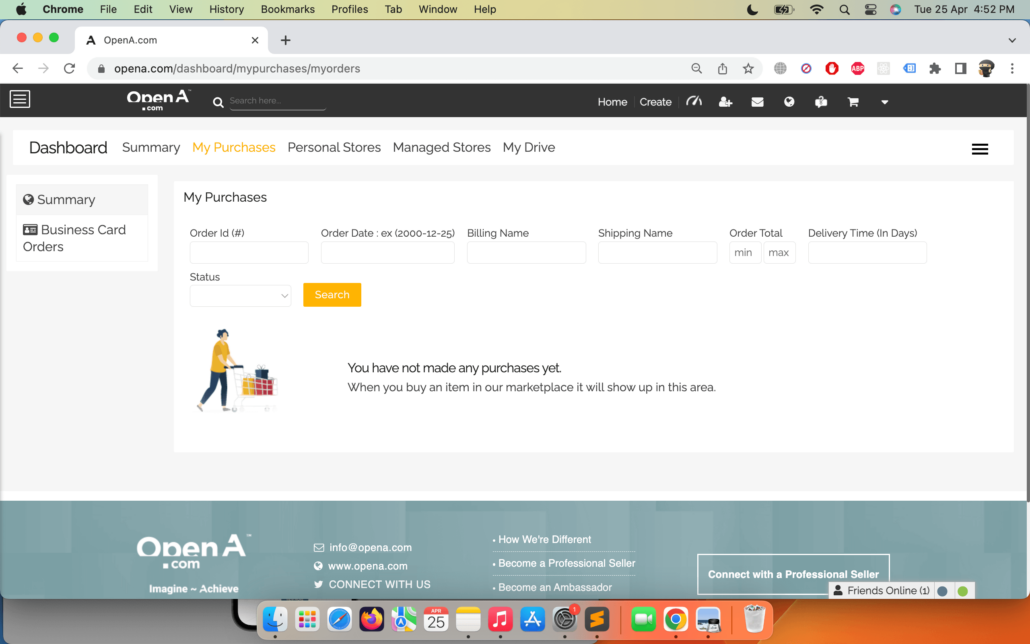 Chrome File Edit View History Bookmarks Profiles Tab Window Help Tue 25 Apr 4:52 PM
OpenA.com
opena.com/dashboard/mypurchases/myorders
ABP
Open A .com Search here.. Home Create
Dashboard Summary My Purchases Personal Stores Managed Stores My Drive
Summary
Business Card
Orders
My Purchases
Order Id (#) Order Date : ex (2000-12-25) Billing Name Shipping Name Order Total Delivery Time (In Days)
min max
Status
Search
You have not made any purchases yet.
When you buy an item in our marketplace it will show up in this area.
Open A
.com
Imagine ~ Achieve
info@opena.com
www.opena.com
CONNECT WITH US
• How We're Different
• Become a Professional Seller
• Become an Ambassador
Connect with a Professional Seller
Friends Online (1)
APR
25
1